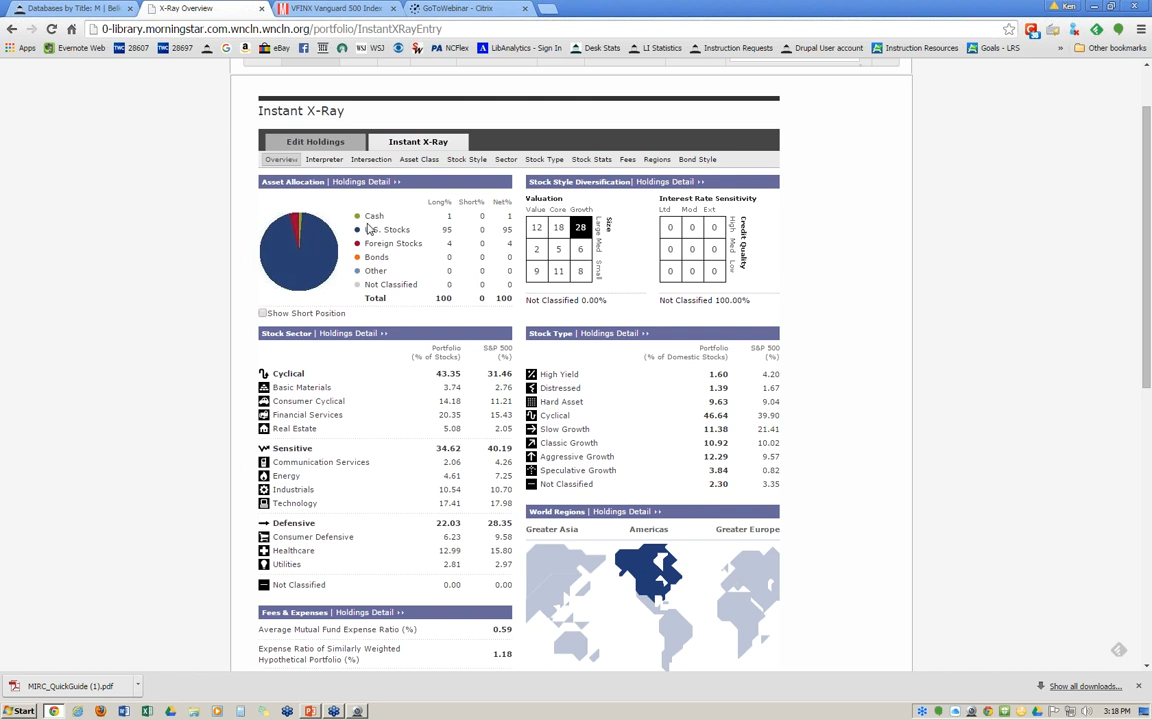 Databases by Title: M | Beli
X-Ray Overview
VFINX Vanguard 500 Index
GoToWebinar - Citrix
Ken
0-library.morningstar.com.wncln.wncln.org/portfolio/InstantXRayEntry
Apps Evernote Web 28607 28697 eBay WSJ PC NCFlex LibAnalytics - Sign In Desk Stats LI Statistics Instruction Requests Drupal User account Instruction Resources Goals - LRS Other bookmarks
Instant X-Ray
Edit Holdings Instant X-Ray
Overview Interpreter Intersection Asset Class Stock Style Sector Stock Type Stock Stats Fees Regions Bond Style
Asset Allocation | Holdings Detail
Long% Short% Net%
Cash 1 0 1
U.S. Stocks 95 0 95
Foreign Stocks 4 0 4
Bonds 0 0 0
Other 0 0 0
Not Classified 0 0 0
Total 100 0 100
Show Short Position
Stock Style Diversification| Holdings Detail
Valuation
Value Core Growth
12 18 28
2 5 6
9 11 8
Size
Large Med Small
Not Classified 0.00%
Interest Rate Sensitivity
Ltd Mod Ext
0 0 0
0 0 0
0 0 0
Credit Quality
High Med Low
Not Classified 100.00%
Stock Sector | Holdings Detail
Portfolio S&P 500
(% of Stocks) (%)
Cyclical 43.35 31.46
Basic Materials 3.74 2.76
Consumer Cyclical 14.18 11.21
Financial Services 20.35 15.43
Real Estate 5.08 2.05
Sensitive 34.62 40.19
Communication Services 2.06 4.26
Energy 4.61 7.25
Industrials 10.54 10.70
Technology 17.41 17.98
Defensive 22.03 28.35
Consumer Defensive 6.23 9.58
Healthcare 12.99 15.80
Utilities 2.81 2.97
Not Classified 0.00 0.00
Stock Type | Holdings Detail
Portfolio S&P 500
(% of Domestic Stocks) (%)
High Yield 1.60 4.20
Distressed 1.39 1.67
Hard Asset 9.63 9.04
Cyclical 46.64 39.90
Slow Growth 11.38 21.41
Classic Growth 10.92 10.02
Aggressive Growth 12.29 9.57
Speculative Growth 3.84 0.82
Not Classified 2.30 3.35
World Regions | Holdings Detail
Greater Asia Americas Greater Europe
Fees & Expenses | Holdings Detail
Average Mutual Fund Expense Ratio (%) 0.59
Expense Ratio of Similarly Weighted
Hypothetical Portfolio (%) 1.18
MIRC_QuickGuide (1).pdf
Show all downloads...
Start
3:18 PM